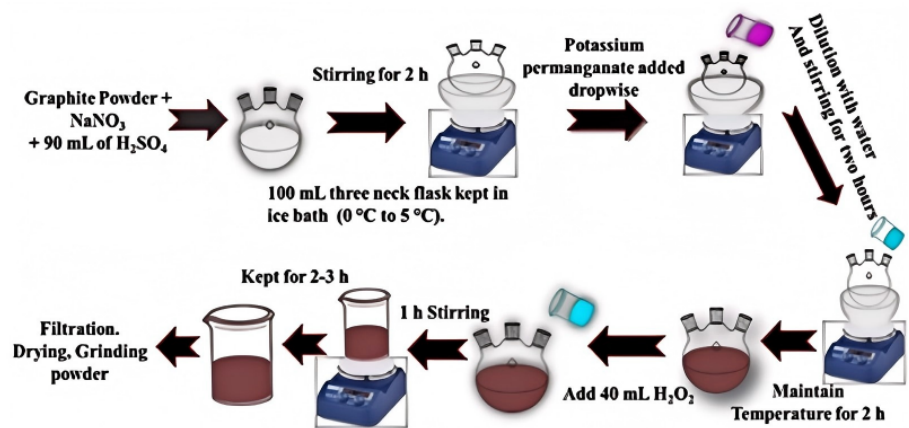 Graphite Powder +
NaNO₃
+ 90 mL of H₂SO₄
Stirring for 2 h
100 mL three neck flask kept in
ice bath (0 °C to 5 °C).
Potassium
permanganate added
dropwise
Dilution with water
And stirring for two hours
Maintain
Temperature for 2 h
Add 40 mL H₂O₂
1 h Stirring
Kept for 2-3 h
Filtration.
Drying, Grinding
powder